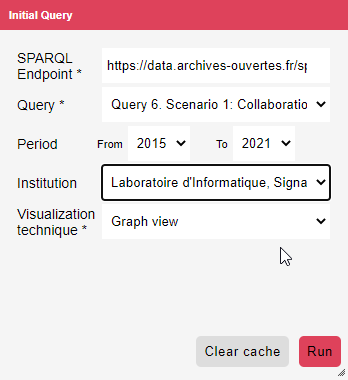 Initial Query
SPARQL
Endpoint *
https://data.archives-ouvertes.fr/sp
Query *
Query 6. Scenario 1: Collaboratio
Period
From
2015
To
2021
Institution
Laboratoire d'Informatique, Signa
Visualization
technique *
Graph view
Clear cache
Run